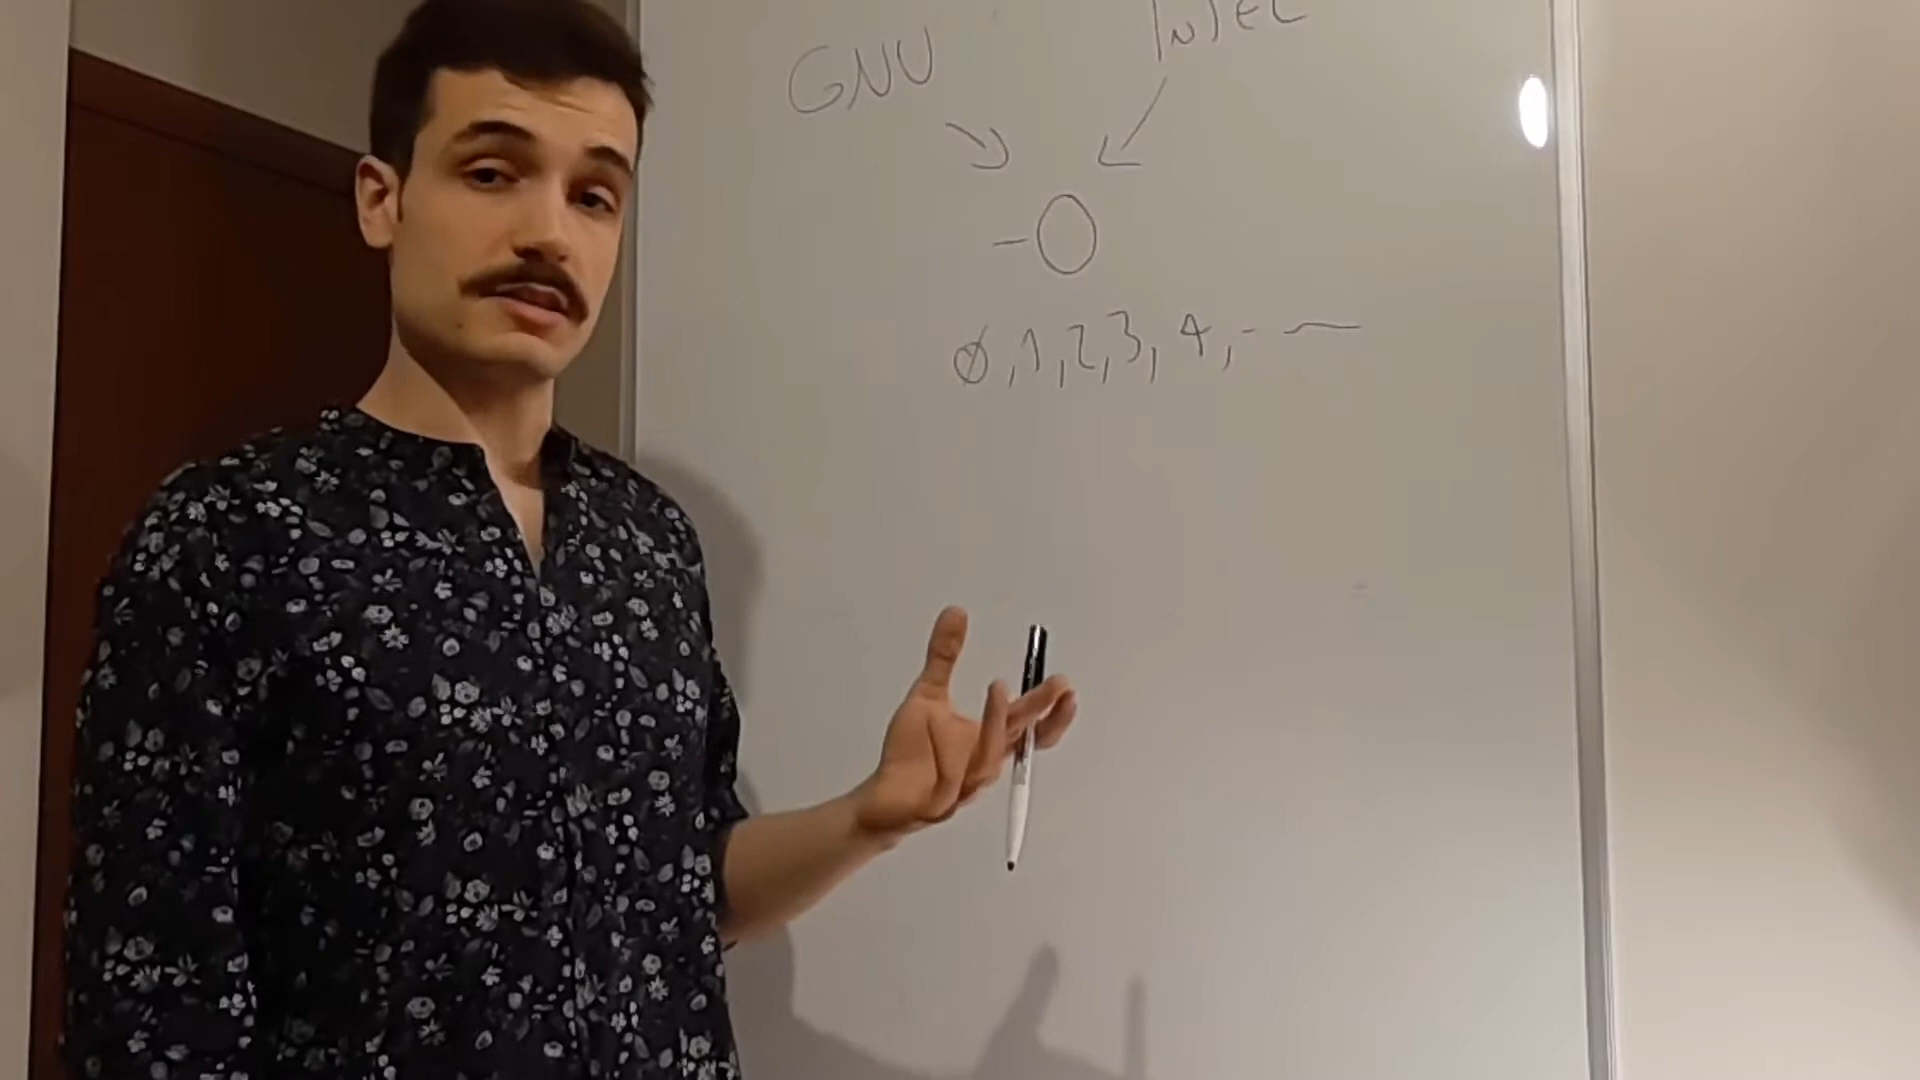 GNU Intel
-O
0,1,2,3,4,- —